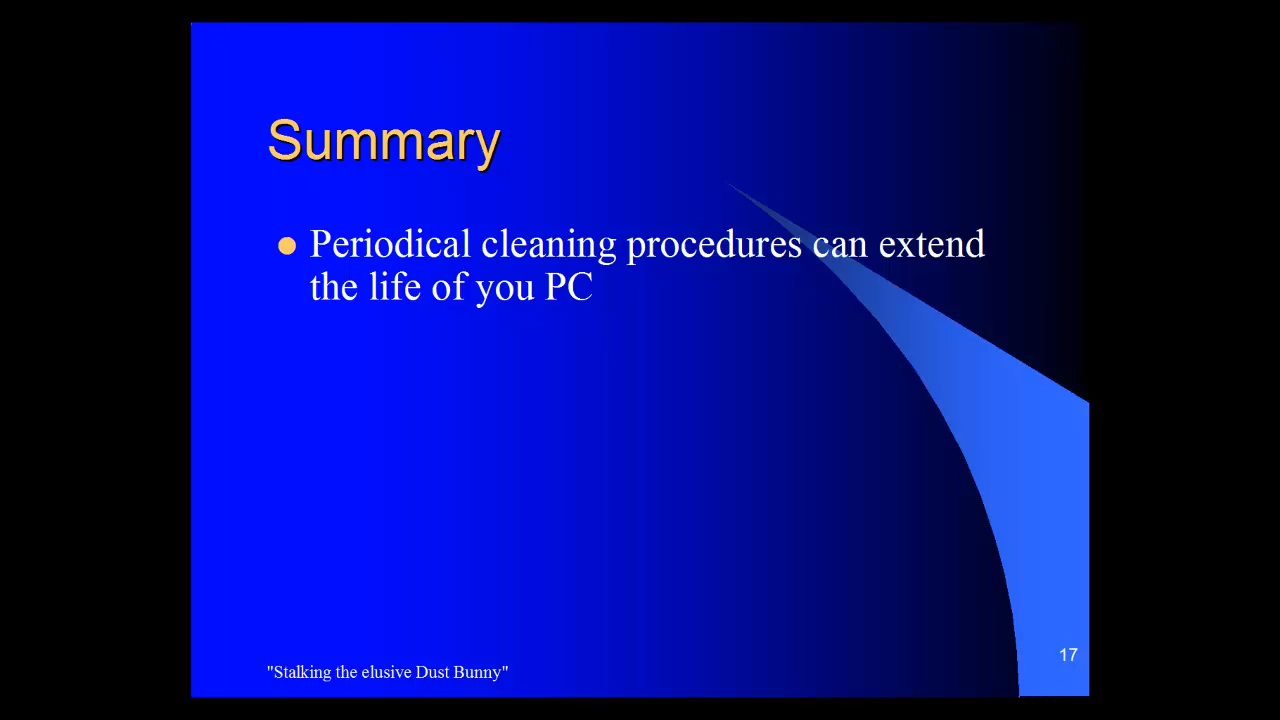 Summary
Periodical cleaning procedures can extend
the life of you PC
"Stalking the elusive Dust Bunny"
17